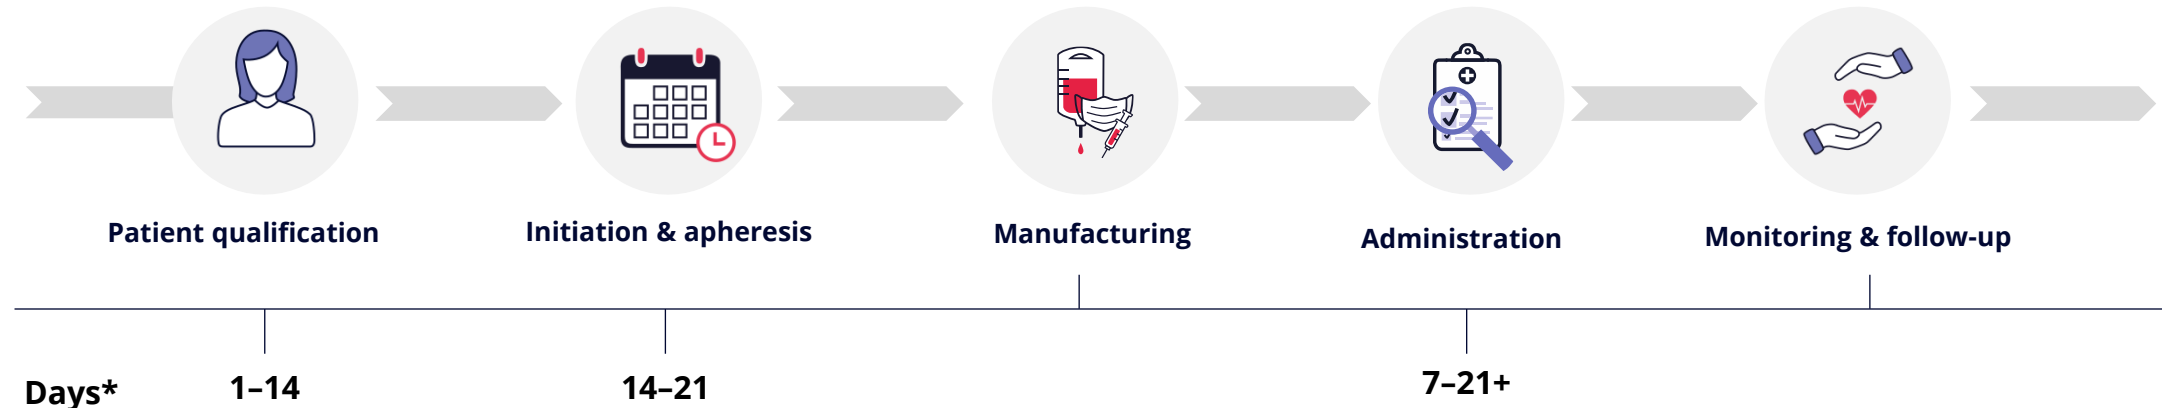 Patient qualification
Initiation & apheresis
Manufacturing
Administration
Monitoring & follow-up
Days*
1–14
14–21
7–21+